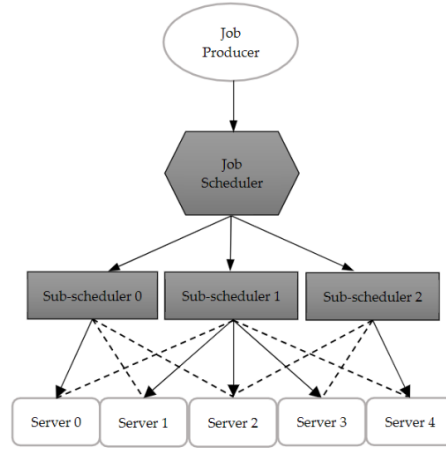 Job
Producer
Job
Scheduler
Sub-scheduler 0
Sub-scheduler 1
Sub-scheduler 2
Server 0
Server 1
Server 2
Server 3
Server 4